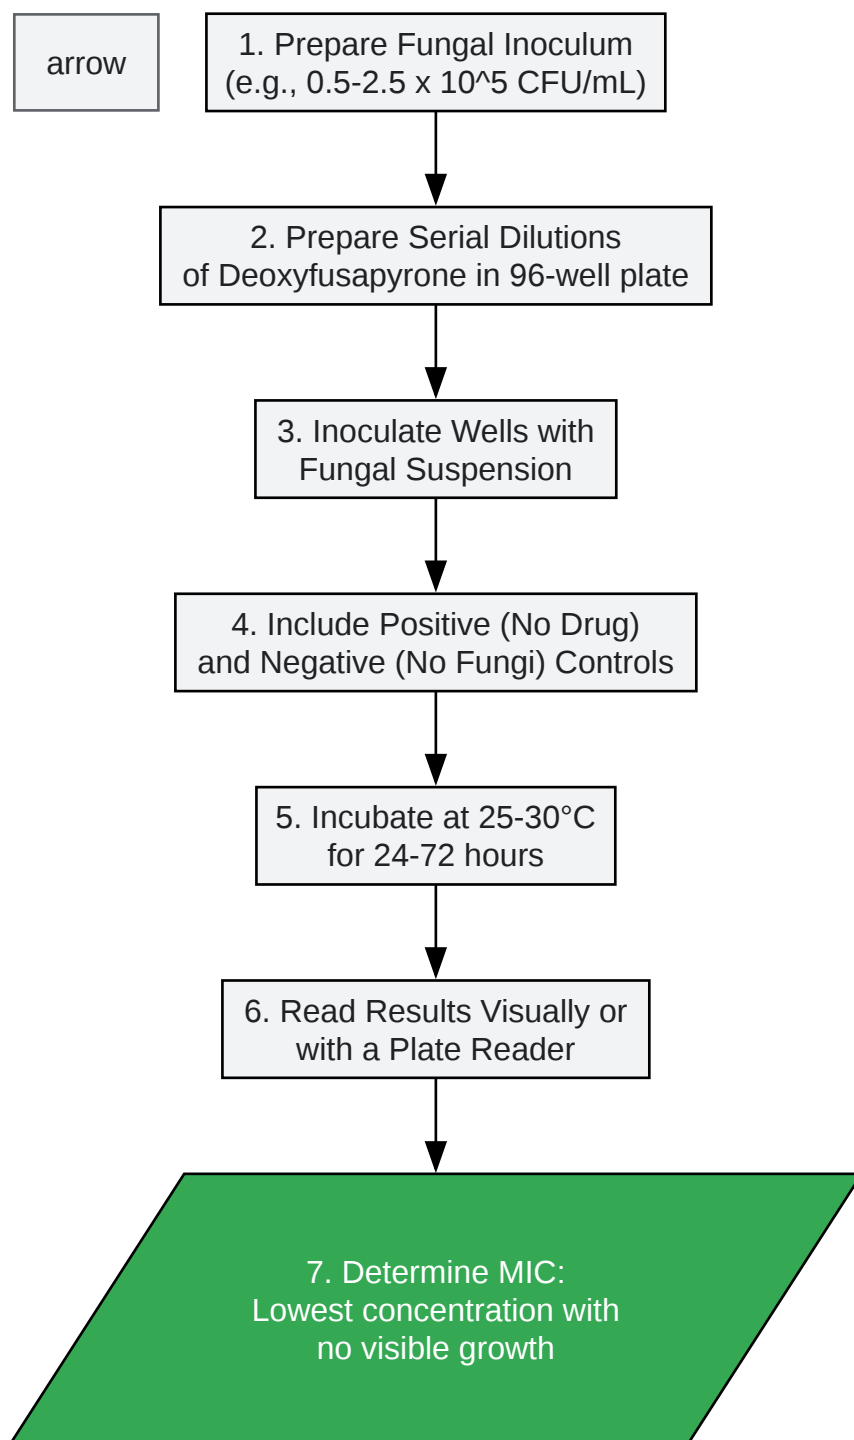 arrow
1. Prepare Fungal Inoculum
(e.g., 0.5-2.5 x 10^5 CFU/mL)
2. Prepare Serial Dilutions
of Deoxyfusapyrone in 96-well plate
3. Inoculate Wells with
Fungal Suspension
4. Include Positive (No Drug)
and Negative (No Fungi) Controls
5. Incubate at 25-30°C
for 24-72 hours
6. Read Results Visually or
with a Plate Reader
7. Determine MIC:
Lowest concentration with
no visible growth